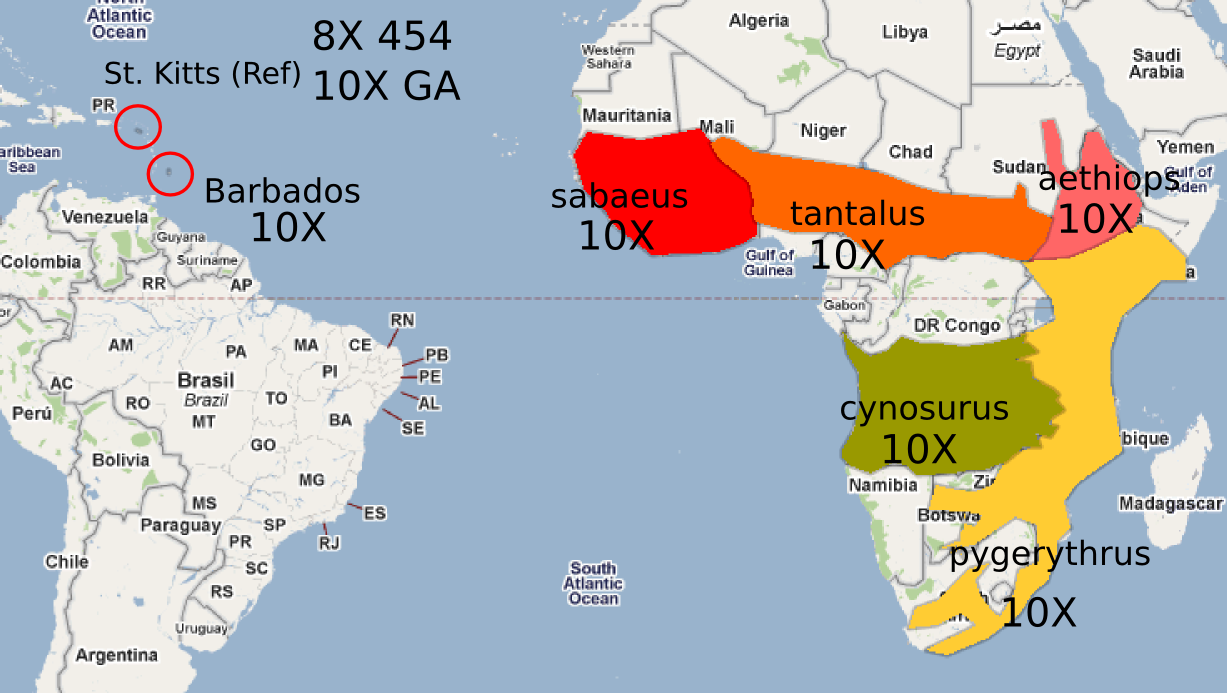 North
Atlantic
Ocean
8X 454
St. Kitts (Ref)
10X GA
PR
aribbean
Sea
Barbados
10X
Venezuela
Guyana
Colombia
Suriname
RR
AP
or
AM
PA
MA
CE
RN
PB
PI
PE
AC
Brasil
Brazil
TO
AL
RO
MT
BA
SE
Perú
GO
Bolivia
MG
MS
ES
Paraguay
SP
RJ
PR
Chile
SC
RS
Uruguay
Argentina
South
Atlantic
Ocean
Algeria
Libya
مصر
Egypt
Western
Sahara
Saudi
Arabia
Mauritania
Mali
Niger
Chad
Sudan
Yemen
Gulf of
Aden
aethiops
10X
sabaeus
10X
tantalus
10X
Gulf of
Guinea
a
Gabon
DR Congo
cynosurus
10X
bique
Namibia
Zi
Botswa
Madagascar
pygerythrus
10X